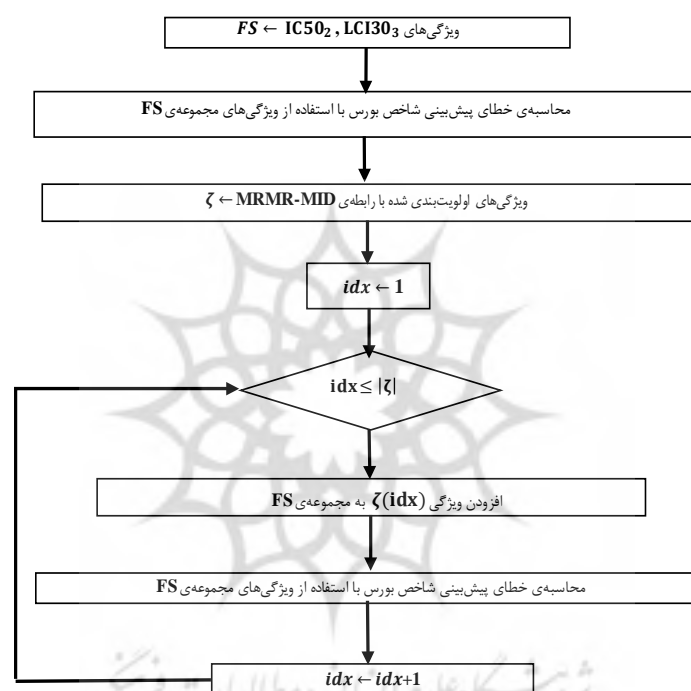 ویژگی‌های FS ← IC50₂ , LCI30₃
محاسبه‌ی خطای پیش‌بینی شاخص بورس با استفاده از ویژگی‌های مجموعه‌ی FS
ویژگی‌های اولویت‌بندی شده با رابطه‌ی ζ ← MRMR-MID
idx ← 1
idx ≤ |ζ|
افزودن ویژگی ζ(idx) به مجموعه‌ی FS
محاسبه‌ی خطای پیش‌بینی شاخص بورس با استفاده از ویژگی‌های مجموعه‌ی FS
idx ← idx+1